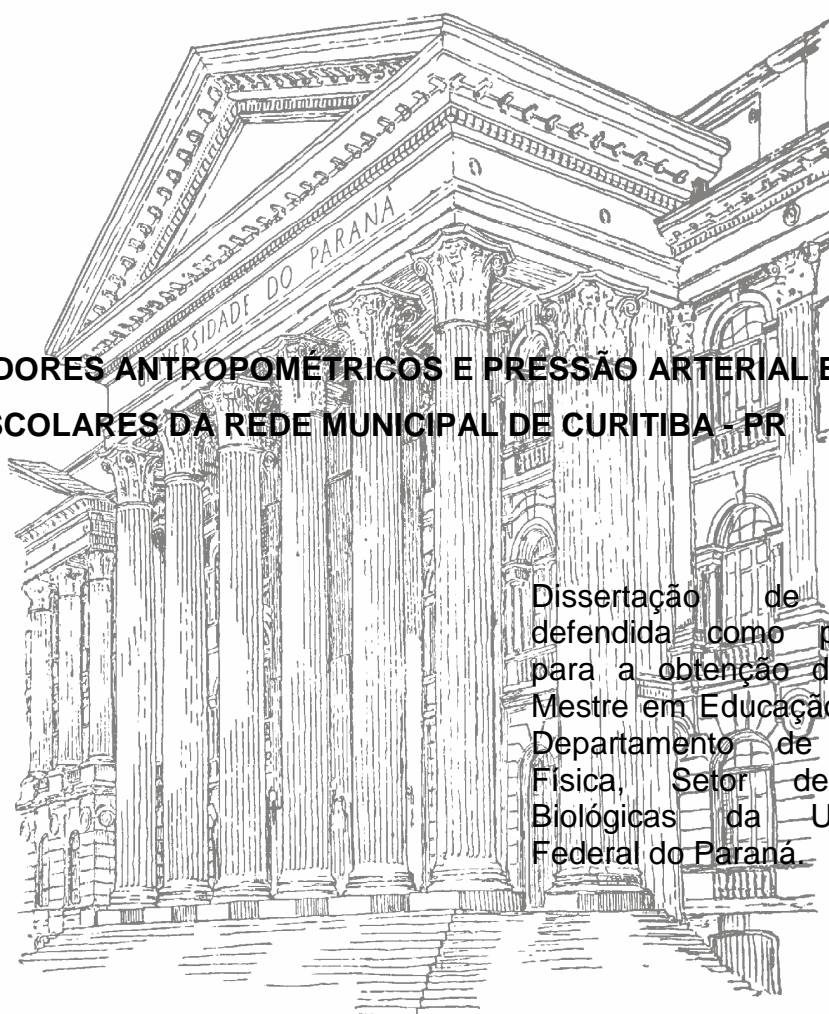 VERSIDADE DO PARANÁ
DORES ANTROPOMÉTRICOS E PRESSÃO ARTERIAL E
SCOLARES DA REDE MUNICIPAL DE CURITIBA - PR
Dissertação de
defendida como p
para a obtenção d
Mestre em Educação
Departamento de
Física, Setor de
Biológicas da U
Federal do Paraná.